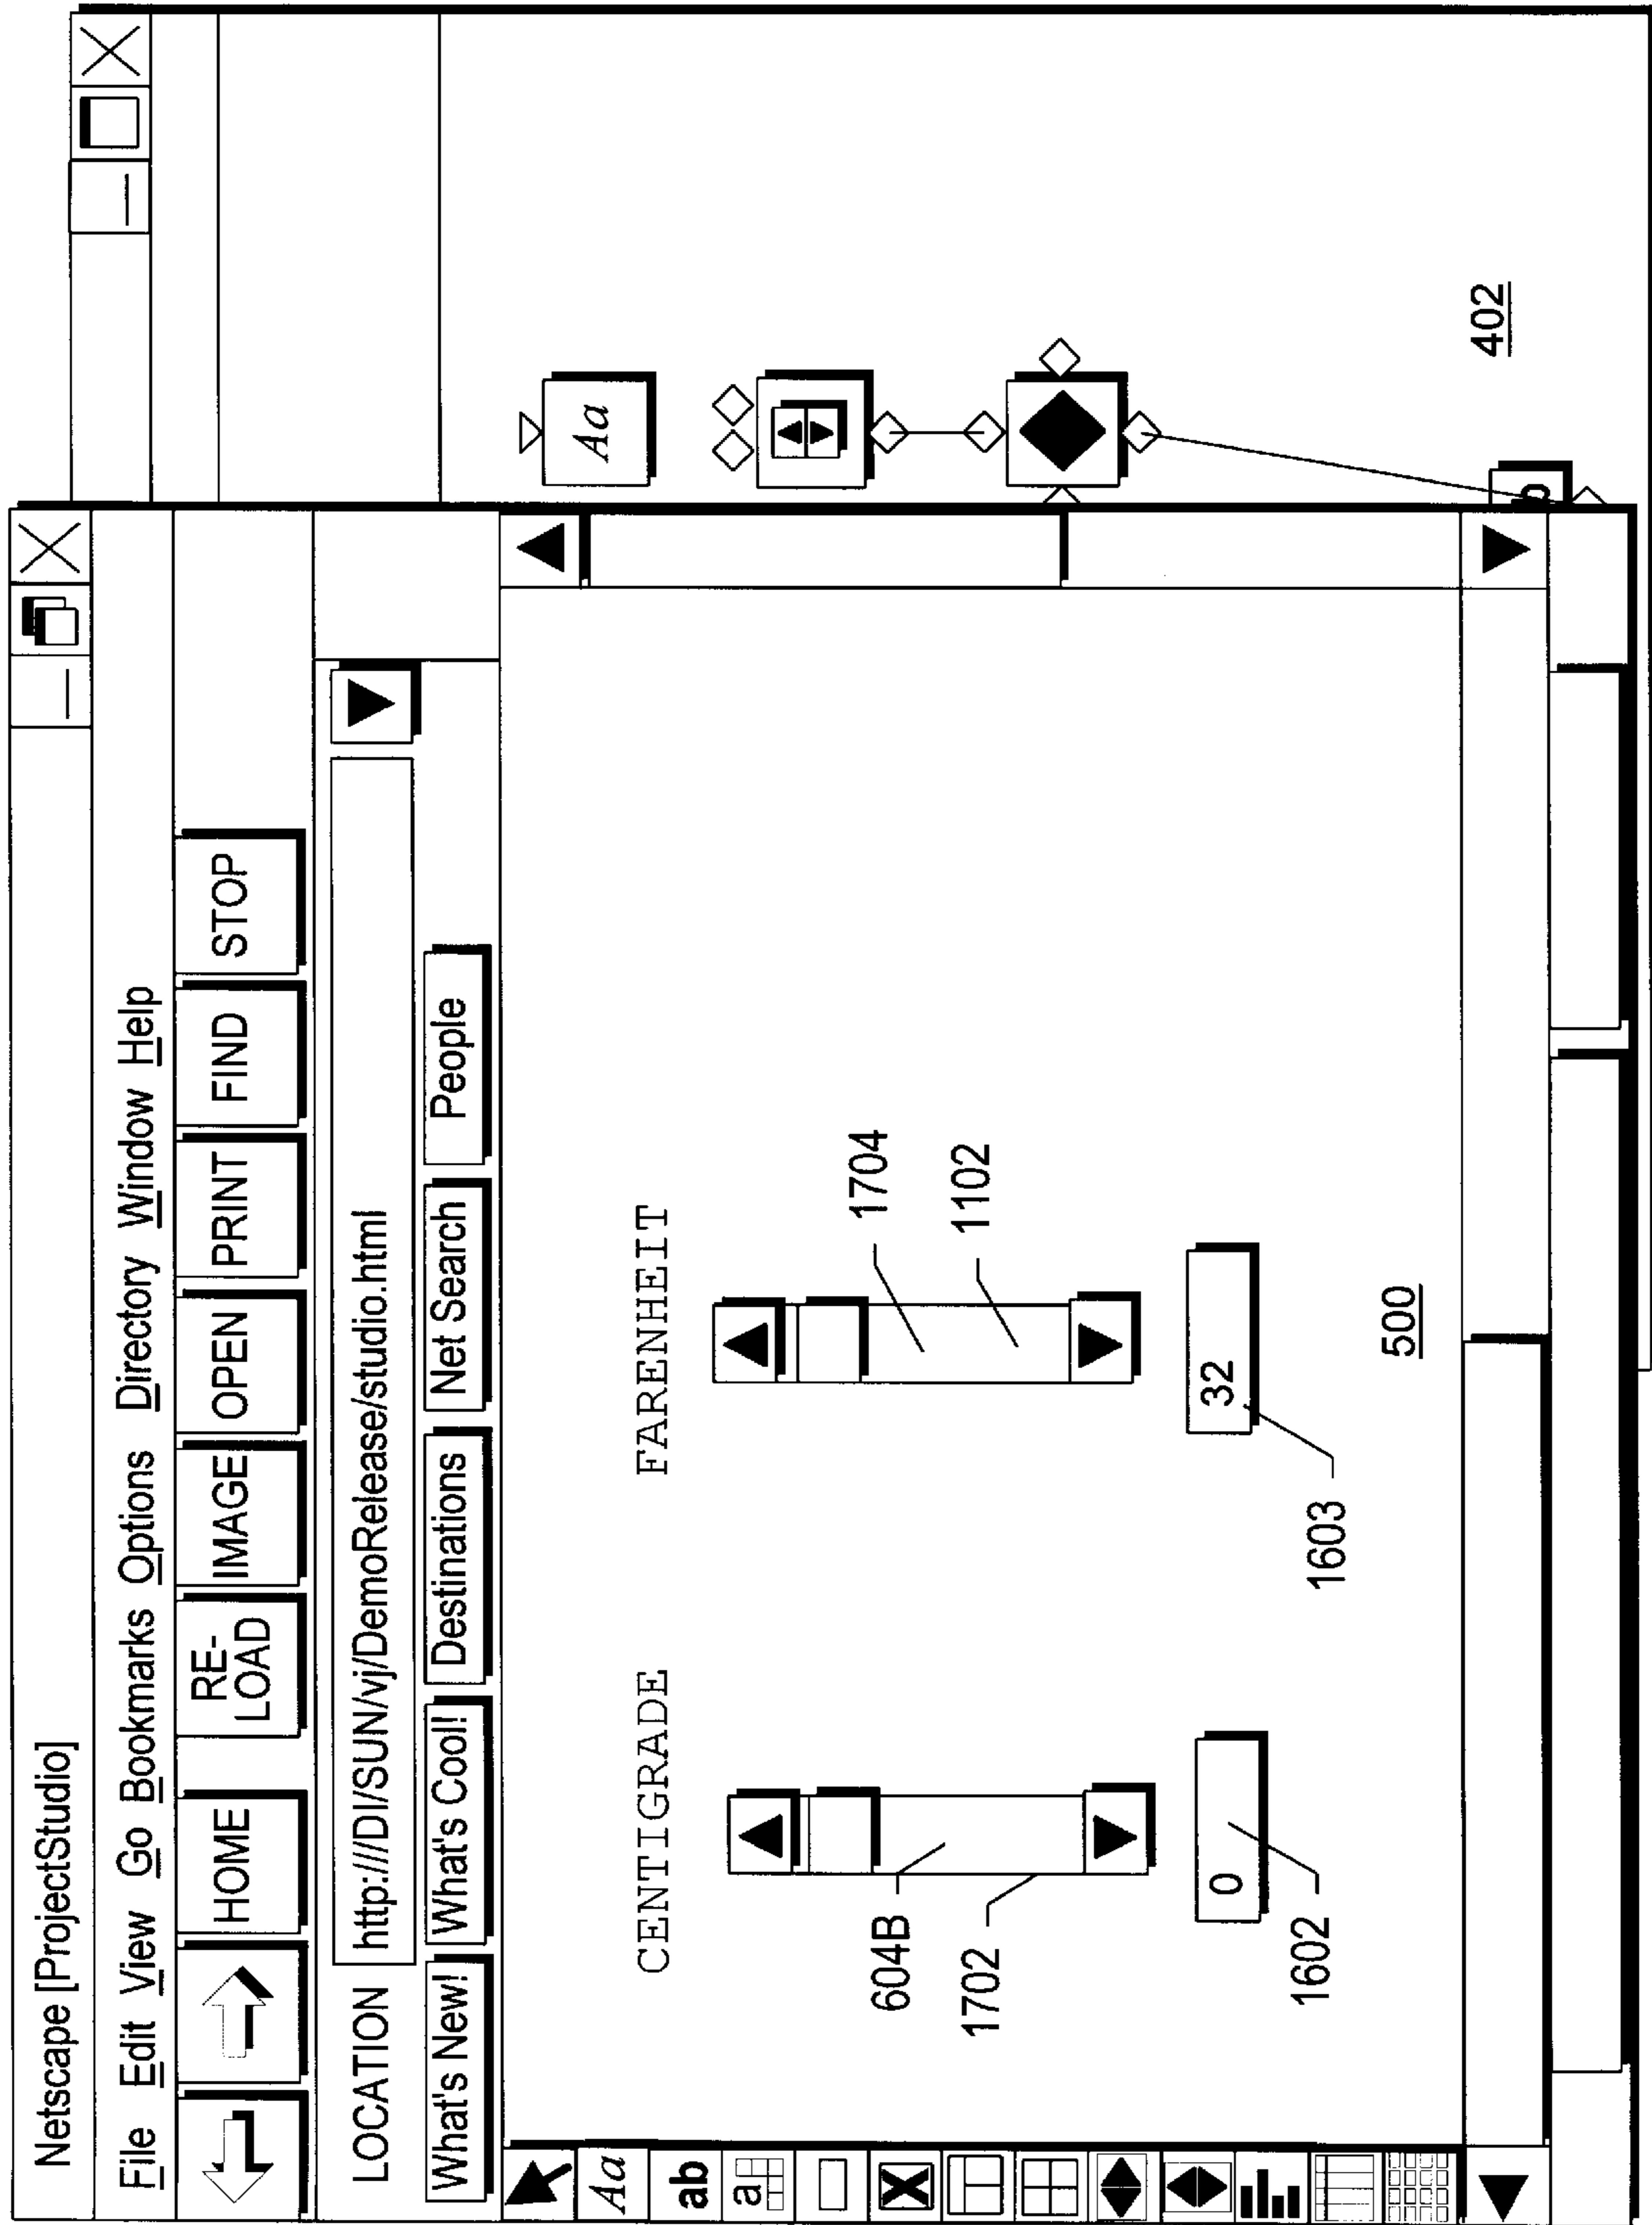 Netscape [ProjectStudio]
File Edit View Go Bookmarks Options Directory Window Help
HOME RE-LOAD IMAGE OPEN PRINT FIND STOP
LOCATION http:///DI/SUN/vj/DemoRelease/studio.html
What's New! What's Cool! Destinations Net Search People
Aa
ab
a
CENTIGRADE FARENHEIT
604B
1702
1704
1102
0 32
1602 1603
500
Aa
b
402